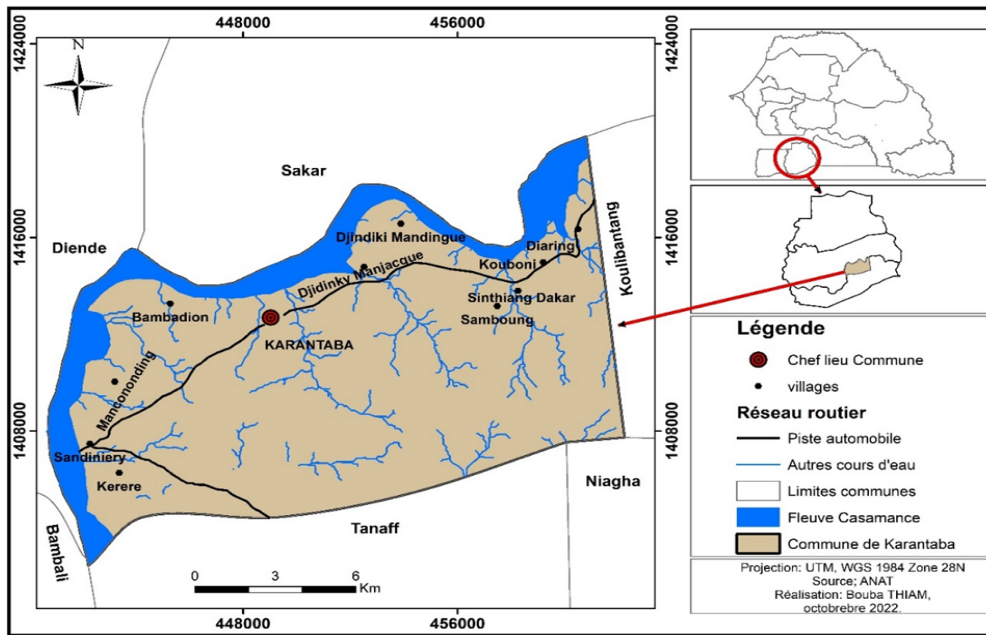 448000
456000
1424000
1424000
N
Sakar
Diende
1416000
1416000
Djindiki Mandingue
Diaring
Koulibantang
Kouboni
Djidinky Manjacque
Bambadion
Sinthiang Dakar
Samboung
KARANTABA
Mancononding
1408000
1408000
Sandiniery
Kerere
Niagha
Tanaff
Bambali
0 3 6
Km
448000
456000
Légende
Chef lieu Commune
villages
Réseau routier
Piste automobile
Autres cours d'eau
Limites communes
Fleuve Casamance
Commune de Karantaba
Projection: UTM, WGS 1984 Zone 28N
Source; ANAT
Réalisation: Bouba THIAM,
octobrebre 2022.